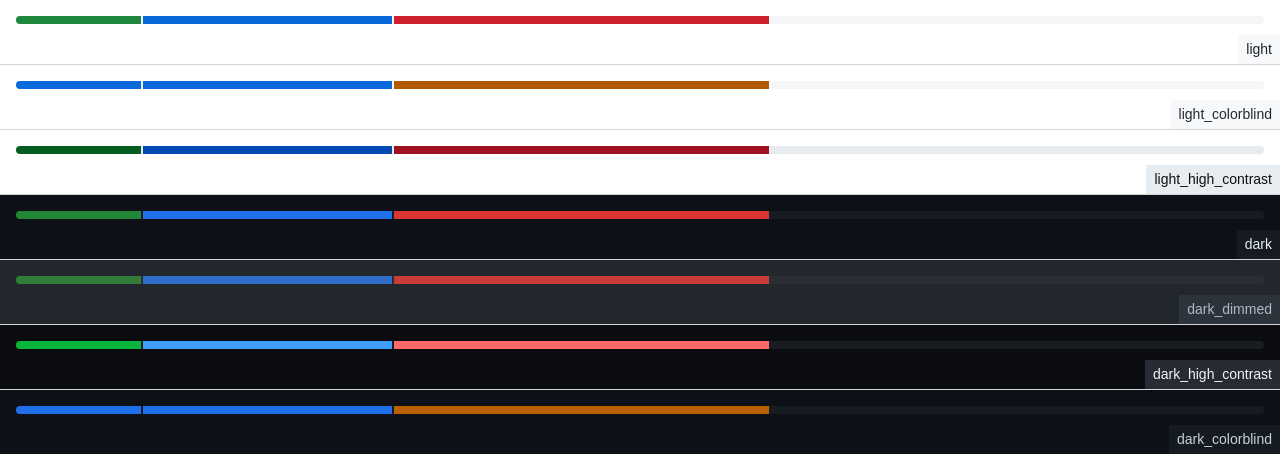 light
light_colorblind
light_high_contrast
dark
dark_dimmed
dark_high_contrast
dark_colorblind